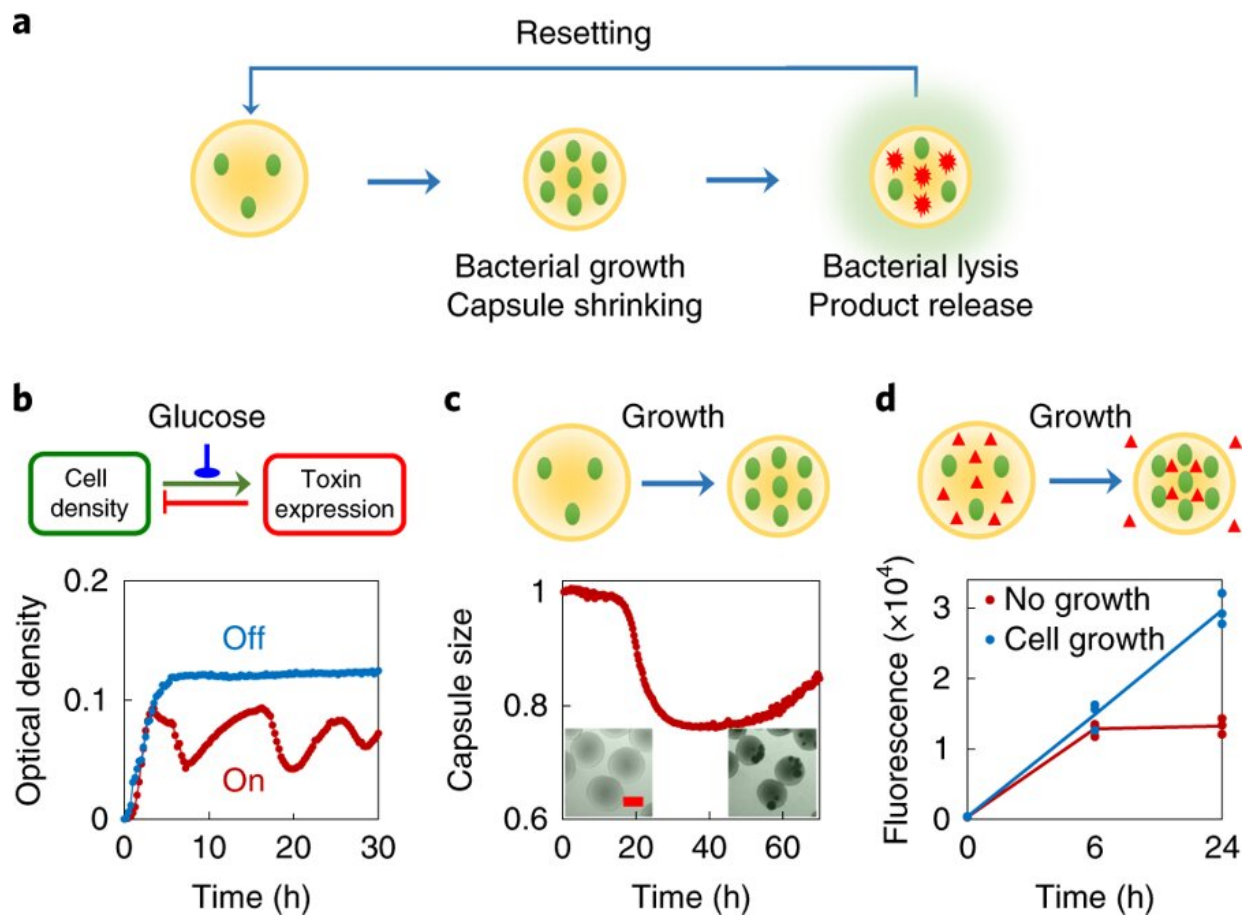 a
Resetting
Bacterial growth
Capsule shrinking
Bacterial lysis
Product release
b
Glucose
Cell
density
Toxin
expression
Optical density
0.2
0.1
0
Off
On
0
10
20
30
Time (h)
c
Growth
Capsule size
1
0.8
0.6
0
20
40
60
Time (h)
d
Growth
Fluorescence (×10⁴)
3
2
1
0
No growth
Cell growth
0
6
24
Time (h)